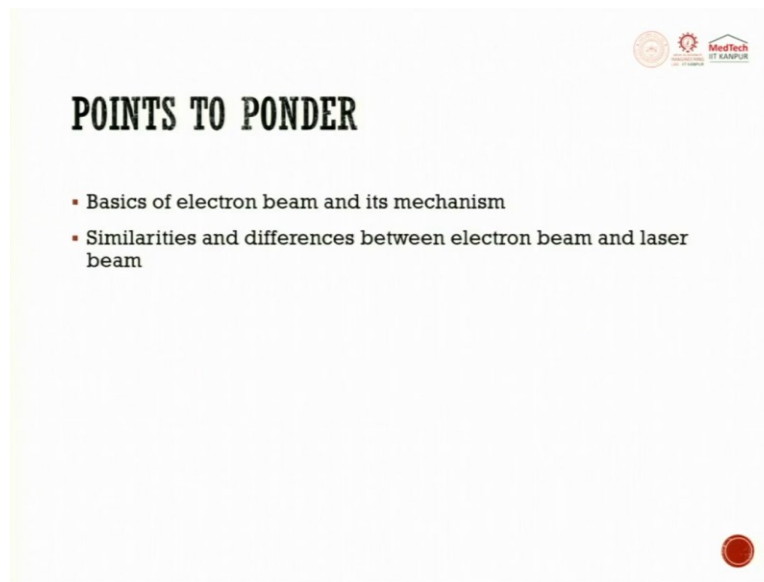 MedTech
IIT KANPUR
POINTS TO PONDER
▪ Basics of electron beam and its mechanism
▪ Similarities and differences between electron beam and laser
beam